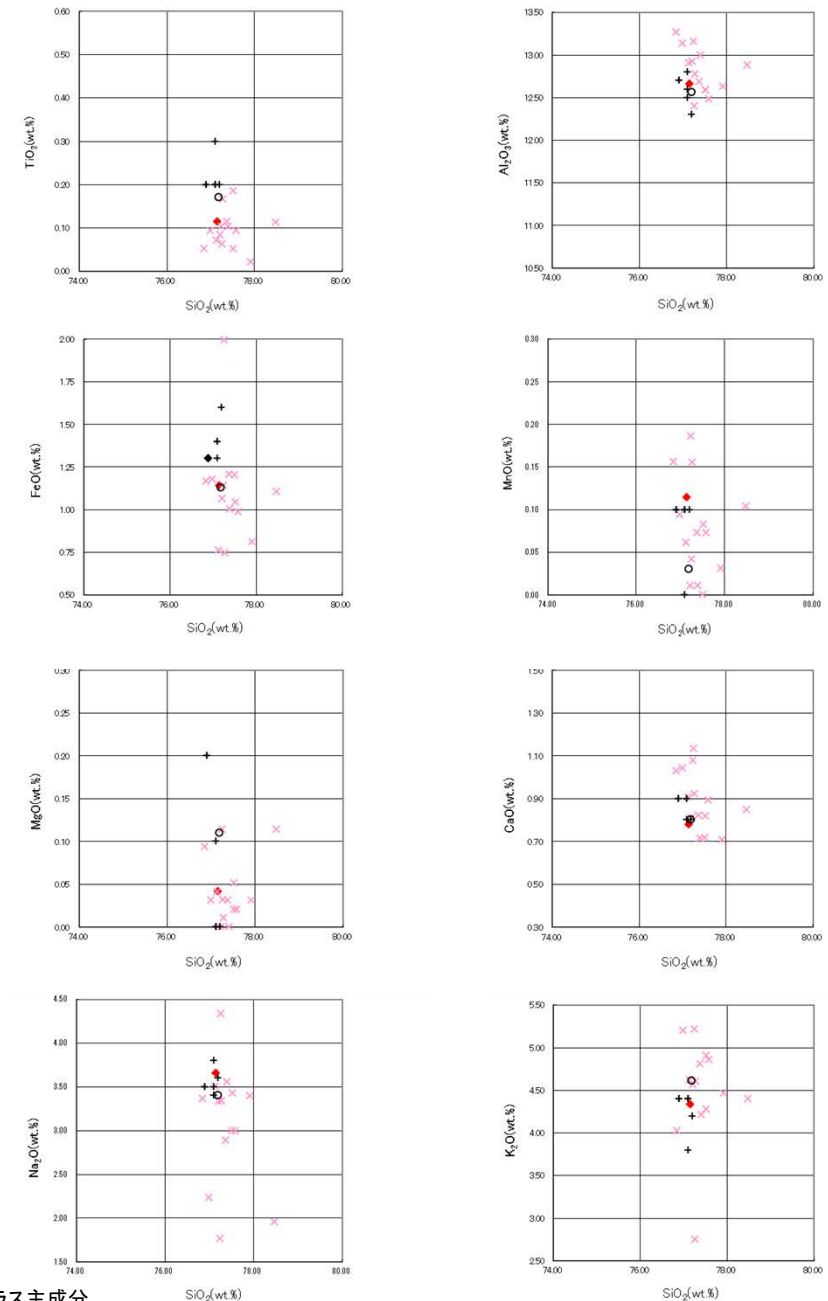 0.60
0.50
0.40
0.30
0.20
0.10
0.00
74.00 76.00 78.00 80.00
TiO₂(wt.%)
SiO₂(wt.%)
13.50
13.00
12.50
12.00
11.50
11.00
10.50
74.00 76.00 78.00 80.00
Al₂O₃(wt.%)
SiO₂(wt.%)
2.00
1.75
1.50
1.25
1.00
0.75
0.50
74.00 76.00 78.00 80.00
FeO(wt.%)
SiO₂(wt.%)
0.30
0.25
0.20
0.15
0.10
0.05
0.00
74.00 76.00 78.00 80.00
MnO(wt.%)
SiO₂(wt.%)
0.30
0.25
0.20
0.15
0.10
0.05
0.00
74.00 76.00 78.00 80.00
MgO(wt.%)
SiO₂(wt.%)
1.50
1.30
1.10
0.90
0.70
0.50
0.30
74.00 76.00 78.00 80.00
CaO(wt.%)
SiO₂(wt.%)
4.50
4.00
3.50
3.00
2.50
2.00
1.50
74.00 76.00 78.00 80.00
Na₂O(wt.%)
SiO₂(wt.%)
5.50
5.00
4.50
4.00
3.50
3.00
2.50
74.00 76.00 78.00 80.00
K₂O(wt.%)
SiO₂(wt.%)
ラス主成分